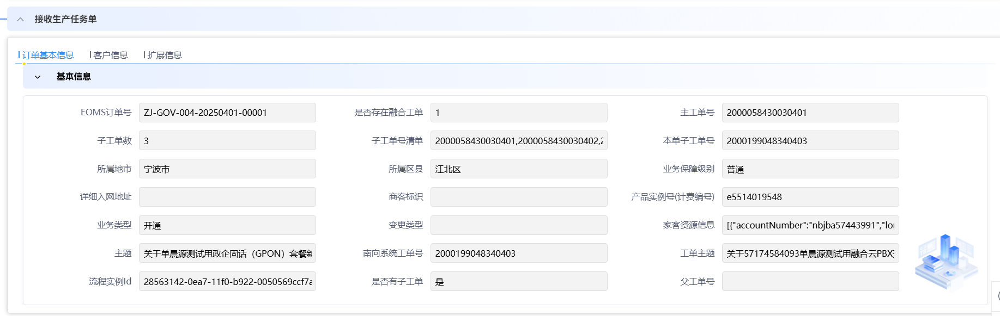 接收生产任务单
订单基本信息 客户信息 扩展信息
基本信息
EOMS订单号 ZJ-GOV-004-20250401-00001 是否存在融合工单 1 主工单号 2000058430030401
子工单数 3 子工单号清单 2000058430030401,2000058430030402,2 本单子工单号 2000199048340403
所属地市 宁波市 所属区县 江北区 业务保障级别 普通
详细入网地址 商客标识 产品实例号(计费编号) e5514019548
业务类型 开通 变更类型 家客资源信息 [{"accountNumber":"nbjba57443991","lo
主题 关于单晨源测试用政企固话（GPON）套餐新 南向系统工单号 2000199048340403 工单主题 关于57174584093单晨源测试用融合云PBX
流程实例Id 28563142-0ea7-11f0-b922-0050569ccf7a 是否有子工单 是 父工单号